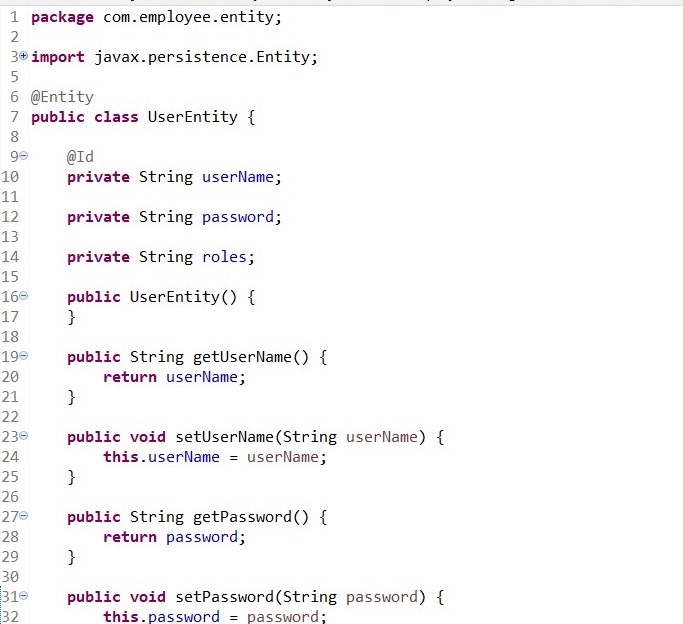 1 package com.employee.entity;
2
3 import javax.persistence.Entity;
5
6 @Entity
7 public class UserEntity {
8
9 @Id
10 private String userName;
11
12 private String password;
13
14 private String roles;
15
16 public UserEntity() {
17 }
18
19 public String getUserName() {
20 return userName;
21 }
22
23 public void setUserName(String userName) {
24 this.userName = userName;
25 }
26
27 public String getPassword() {
28 return password;
29 }
30
31 public void setPassword(String password) {
32 this.password = password;